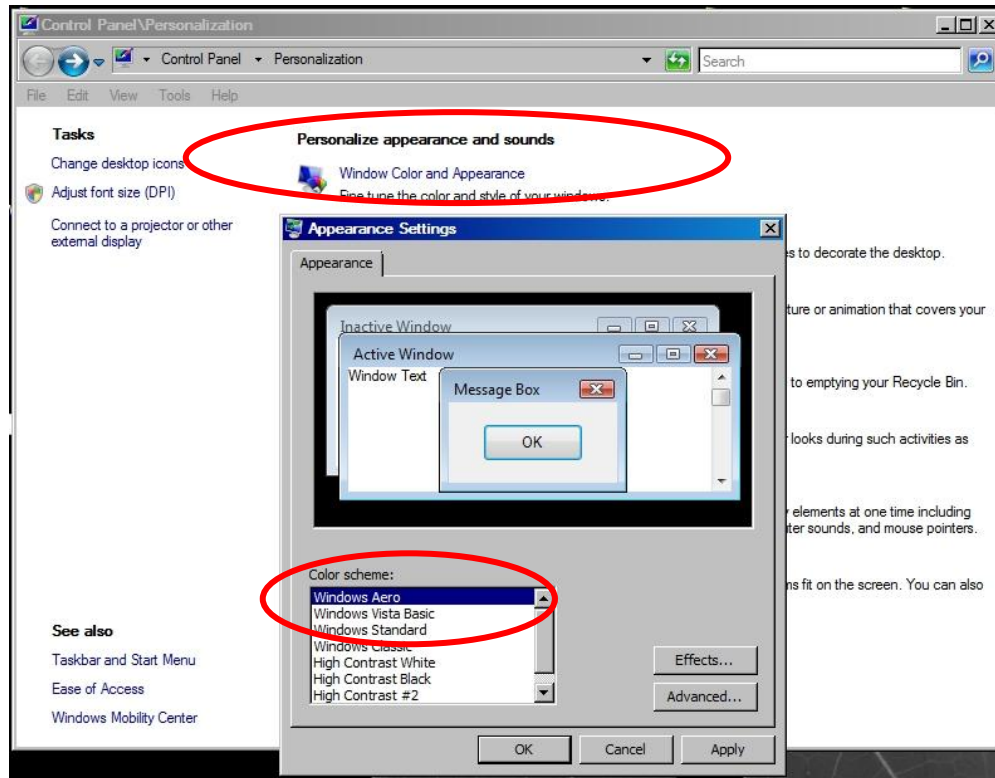 Control Panel\Personalization
Control Panel Personalization
Search
File Edit View Tools Help
Tasks
Change desktop icons
Adjust font size (DPI)
Connect to a projector or other
external display
See also
Taskbar and Start Menu
Ease of Access
Windows Mobility Center
Personalize appearance and sounds
Window Color and Appearance
Fine tune the color and style of your windows.
s to decorate the desktop.
ture or animation that covers your
to emptying your Recycle Bin.
looks during such activities as
elements at one time including
ter sounds, and mouse pointers.
ns fit on the screen. You can also
Appearance Settings
Appearance
Inactive Window
Active Window
Window Text
Message Box
OK
Color scheme:
Windows Aero
Windows Vista Basic
Windows Standard
Windows Classic
High Contrast White
High Contrast Black
High Contrast #2
Effects...
Advanced...
OK Cancel Apply